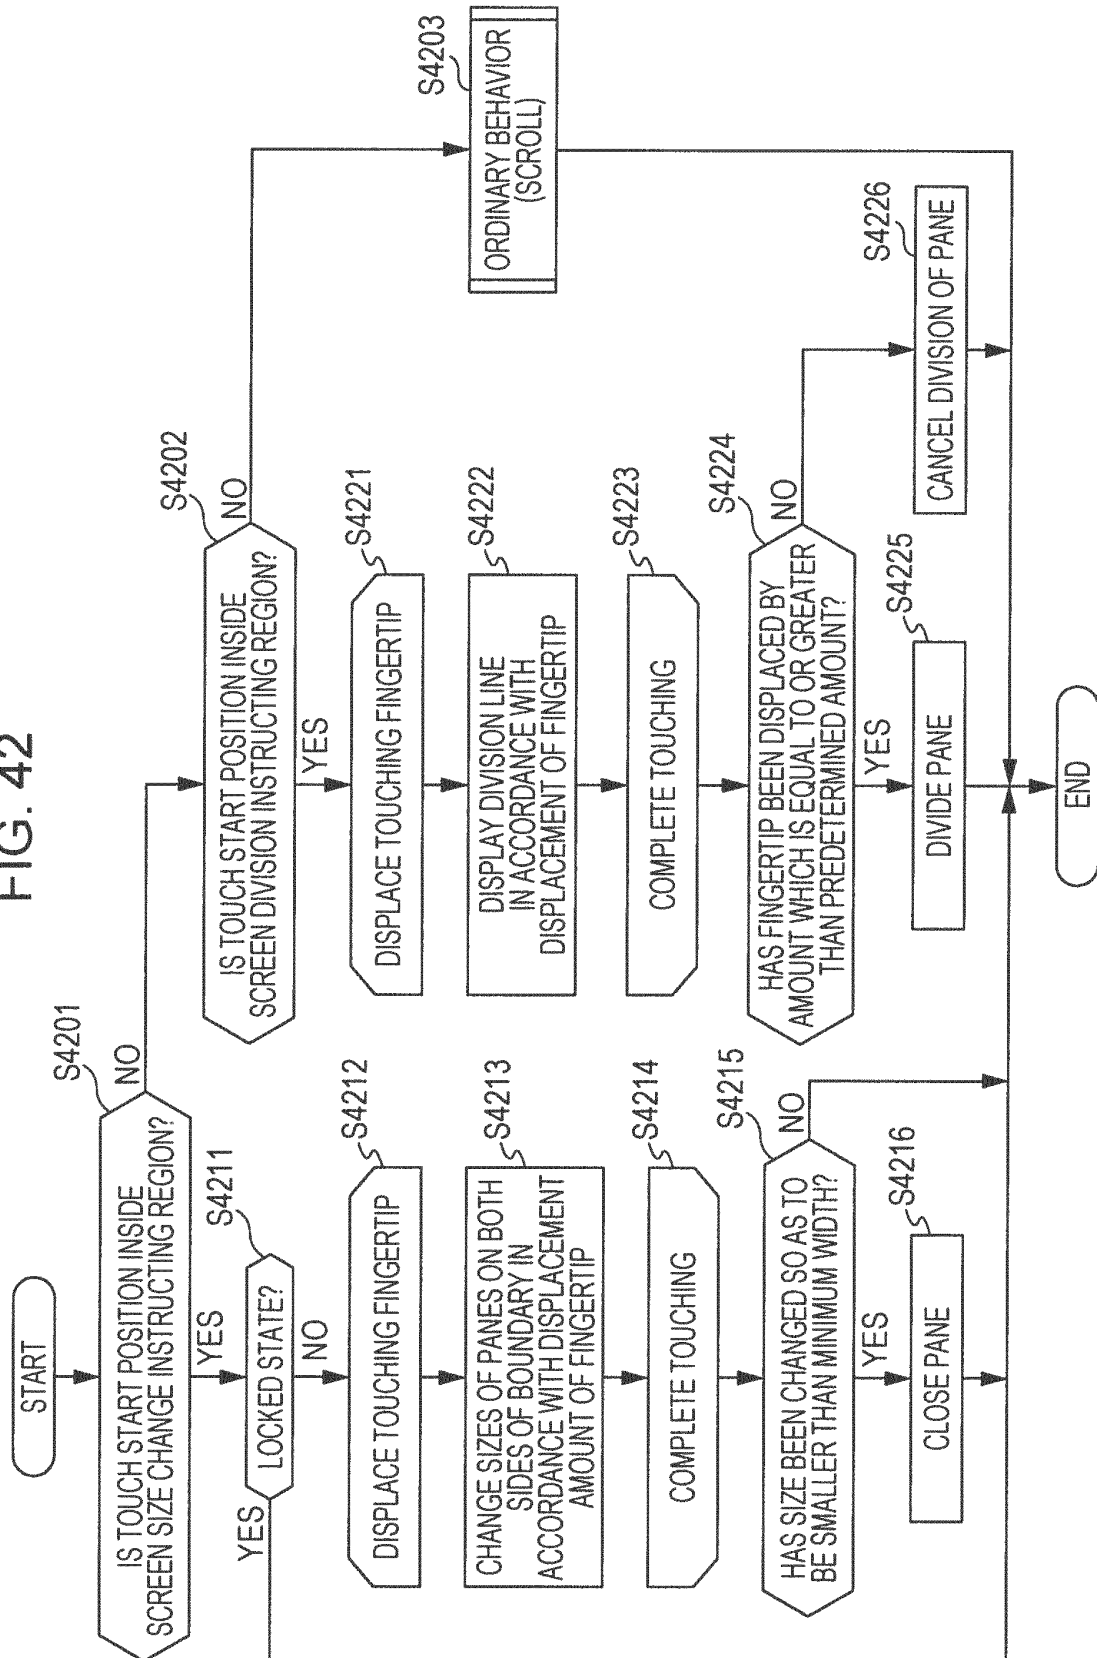 FIG. 42
START
IS TOUCH START POSITION INSIDE
SCREEN SIZE CHANGE INSTRUCTING REGION?
S4201
NO
YES
LOCKED STATE?
S4211
YES
NO
DISPLACE TOUCHING FINGERTIP
S4212
CHANGE SIZES OF PANES ON BOTH
SIDES OF BOUNDARY IN
ACCORDANCE WITH DISPLACEMENT
AMOUNT OF FINGERTIP
S4213
COMPLETE TOUCHING
S4214
HAS SIZE BEEN CHANGED SO AS TO
BE SMALLER THAN MINIMUM WIDTH?
S4215
NO
YES
CLOSE PANE
S4216
IS TOUCH START POSITION INSIDE
SCREEN DIVISION INSTRUCTING REGION?
S4202
NO
YES
DISPLACE TOUCHING FINGERTIP
S4221
DISPLAY DIVISION LINE
IN ACCORDANCE WITH
DISPLACEMENT OF FINGERTIP
S4222
COMPLETE TOUCHING
S4223
HAS FINGERTIP BEEN DISPLACED BY
AMOUNT WHICH IS EQUAL TO OR GREATER
THAN PREDETERMINED AMOUNT?
S4224
NO
YES
DIVIDE PANE
S4225
CANCEL DIVISION OF PANE
S4226
ORDINARY BEHAVIOR
(SCROLL)
S4203
END